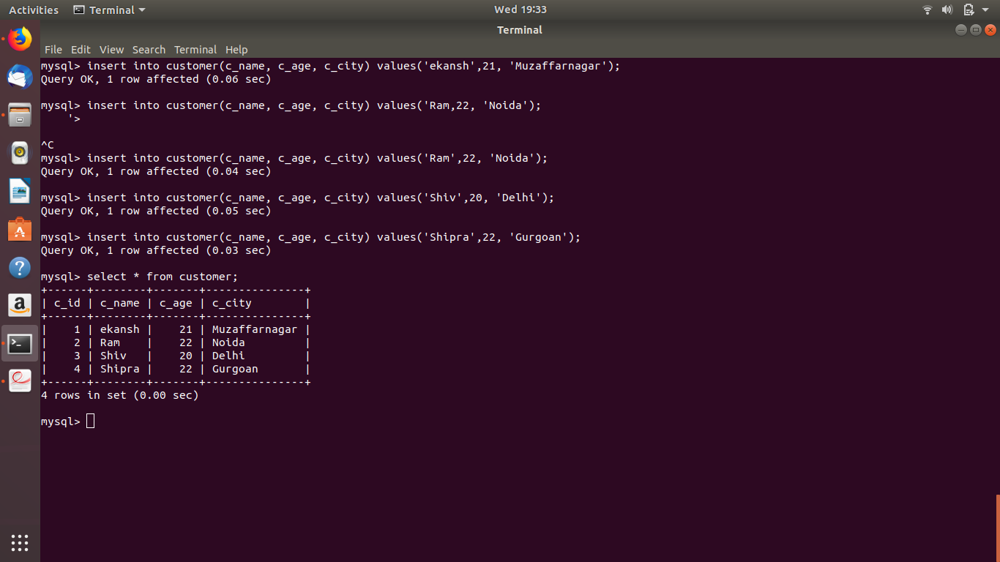 Activities Terminal Wed 19:33
Terminal
File Edit View Search Terminal Help
mysql> insert into customer(c_name, c_age, c_city) values('ekansh',21, 'Muzaffarnagar');
Query OK, 1 row affected (0.06 sec)
mysql> insert into customer(c_name, c_age, c_city) values('Ram,22, 'Noida');
'>
^C
mysql> insert into customer(c_name, c_age, c_city) values('Ram',22, 'Noida');
Query OK, 1 row affected (0.04 sec)
mysql> insert into customer(c_name, c_age, c_city) values('Shiv',20, 'Delhi');
Query OK, 1 row affected (0.05 sec)
mysql> insert into customer(c_name, c_age, c_city) values('Shipra',22, 'Gurgoan');
Query OK, 1 row affected (0.03 sec)
mysql> select * from customer;
+------+--------+-------+---------------+
| c_id | c_name | c_age | c_city        |
+------+--------+-------+---------------+
|    1 | ekansh |    21 | Muzaffarnagar |
|    2 | Ram    |    22 | Noida         |
|    3 | Shiv   |    20 | Delhi         |
|    4 | Shipra |    22 | Gurgoan       |
+------+--------+-------+---------------+
4 rows in set (0.00 sec)
mysql>